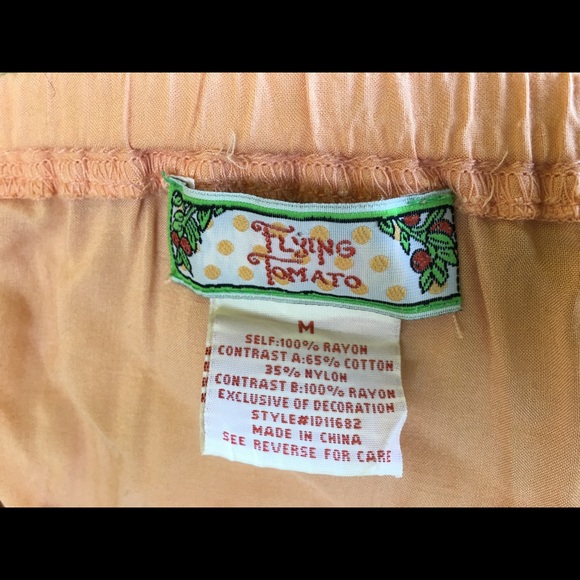 FLYING
TOMATO
M
SELF:100% RAYON
CONTRAST A:65% COTTON
35% NYLON
CONTRAST B:100% RAYON
EXCLUSIVE OF DECORATION
STYLE#ID11682
MADE IN CHINA
SEE REVERSE FOR CARE